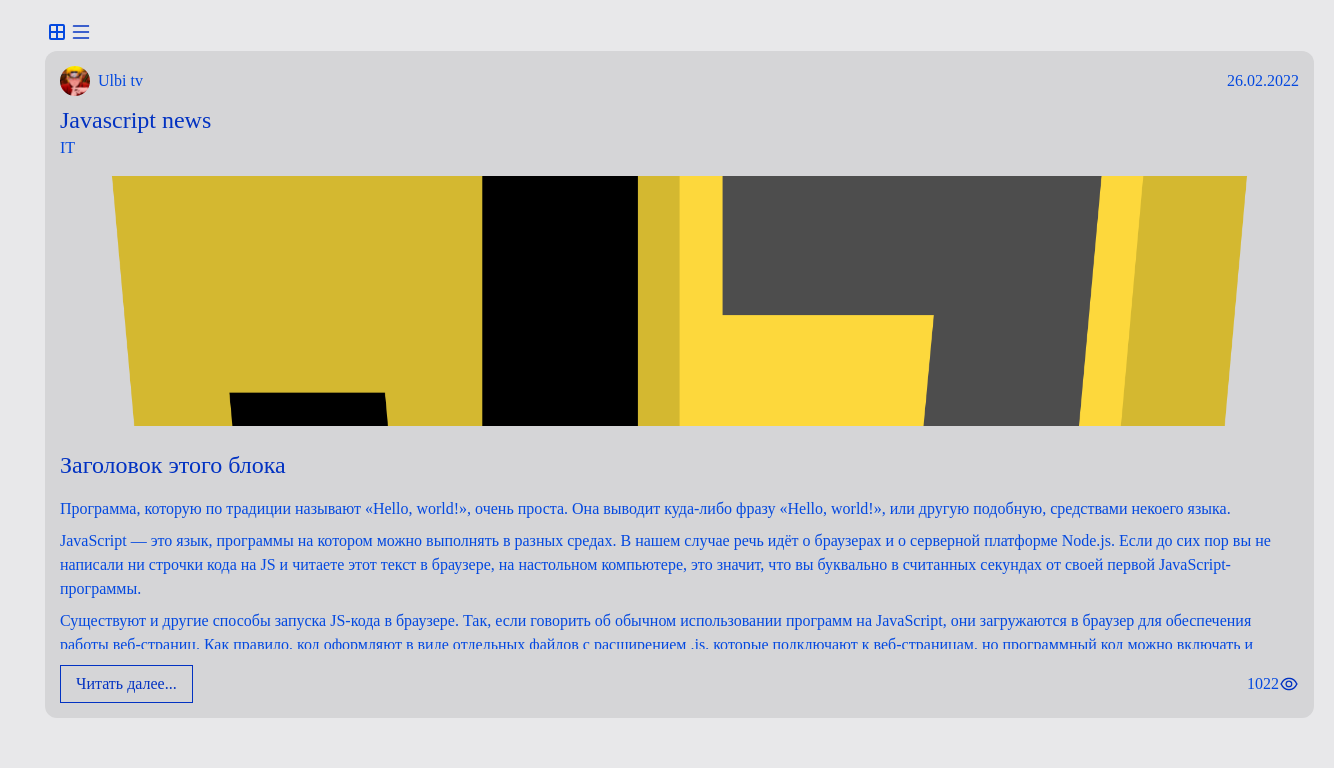 Ulbi tv
26.02.2022
Javascript news
IT
Заголовок этого блока
Программа, которую по традиции называют «Hello, world!», очень проста. Она выводит куда-либо фразу «Hello, world!», или другую подобную, средствами некоего языка.
JavaScript — это язык, программы на котором можно выполнять в разных средах. В нашем случае речь идёт о браузерах и о серверной платформе Node.js. Если до сих пор вы не
написали ни строчки кода на JS и читаете этот текст в браузере, на настольном компьютере, это значит, что вы буквально в считанных секундах от своей первой JavaScript-
программы.
Существуют и другие способы запуска JS-кода в браузере. Так, если говорить об обычном использовании программ на JavaScript, они загружаются в браузер для обеспечения
работы веб-страниц. Как правило, код оформляют в виде отдельных файлов с расширением .js, которые подключают к веб-страницам, но программный код можно включать и
Читать далее...
1022